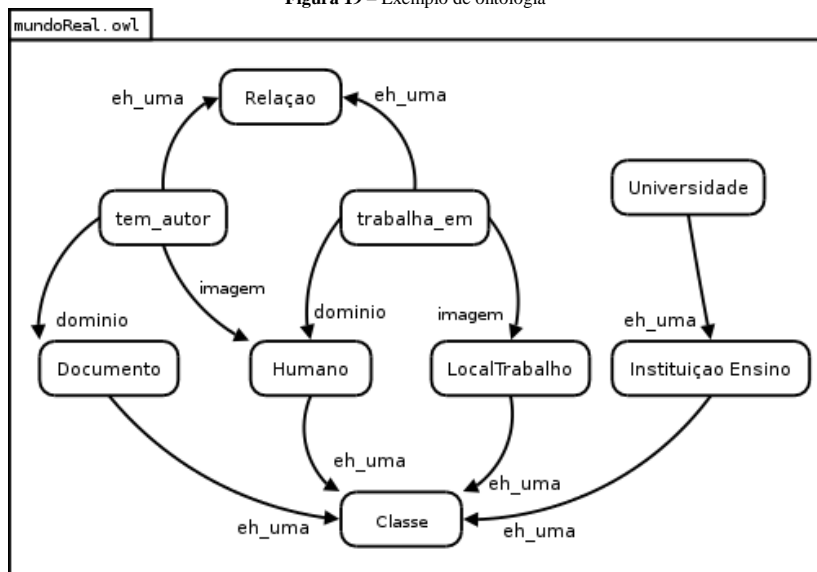 Figura 19 – Exemplo de ontologia
mundoReal.owl
eh_uma
Relaçao
eh_uma
tem_autor
trabalha_em
Universidade
imagem
dominio
dominio
imagem
eh_uma
Documento
Humano
LocalTrabalho
Instituiçao Ensino
eh_uma
eh_uma
eh_uma
Classe
eh_uma